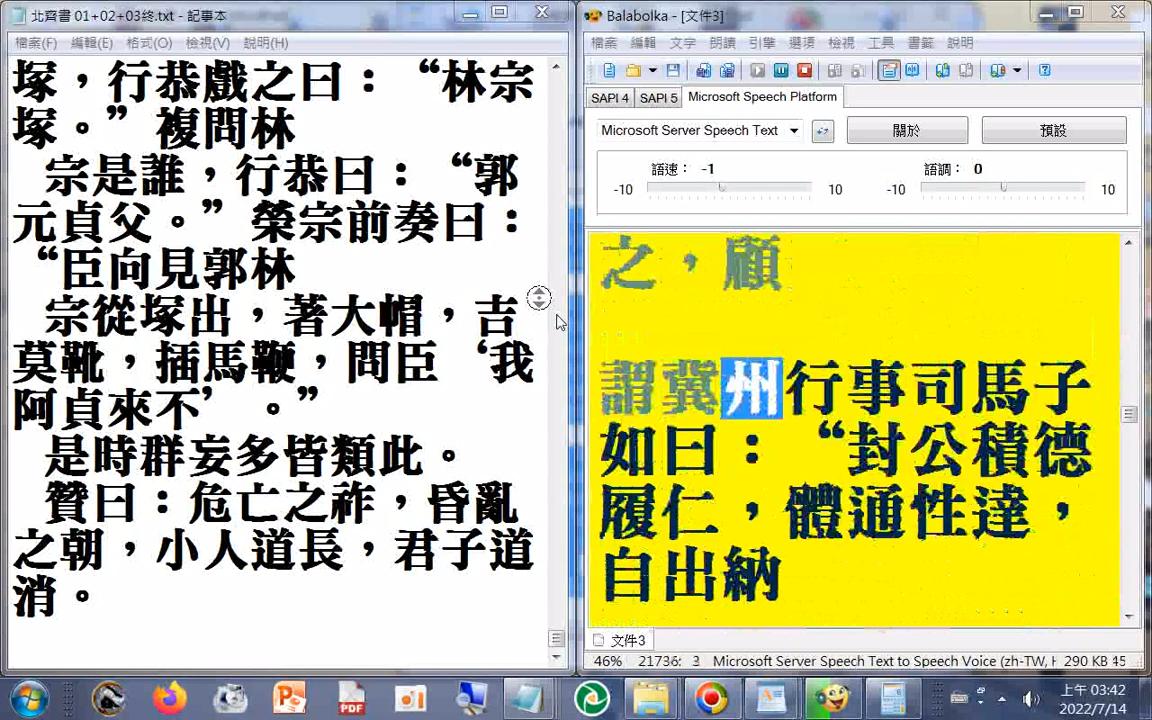 北齊書 01+02+03终.txt - 記事本
檔案(F) 編輯(E) 格式(O) 檢視(V) 說明(H)
塚，行恭戲之曰：“林宗
塚。”複問林
宗是誰，行恭曰：“郭
元貞父。”榮宗前奏曰：
“臣向見郭林
宗從塚出，著大帽，吉
莫靴，插馬鞭，問臣‘我
阿貞來不’。”
是時群妄多皆類此。
贊曰：危亡之祚，昏亂
之朝，小人道長，君子道
消。
Balabolka - [文件3]
檔案 編輯 文字 朗讀 引擎 選項 檢視 工具 書籤 說明
SAPI 4 SAPI 5 Microsoft Speech Platform
Microsoft Server Speech Text 關於 預設
語速： -1 語調： 0
-10 10 -10 10
之，顧
謂冀州行事司馬子
如曰：“封公積德
履仁，體通性達，
自出納
文件3
46% 21736: 3 Microsoft Server Speech Text to Speech Voice (zh-TW, H 290 KB 45
PDF
上午 03:42
2022/7/14